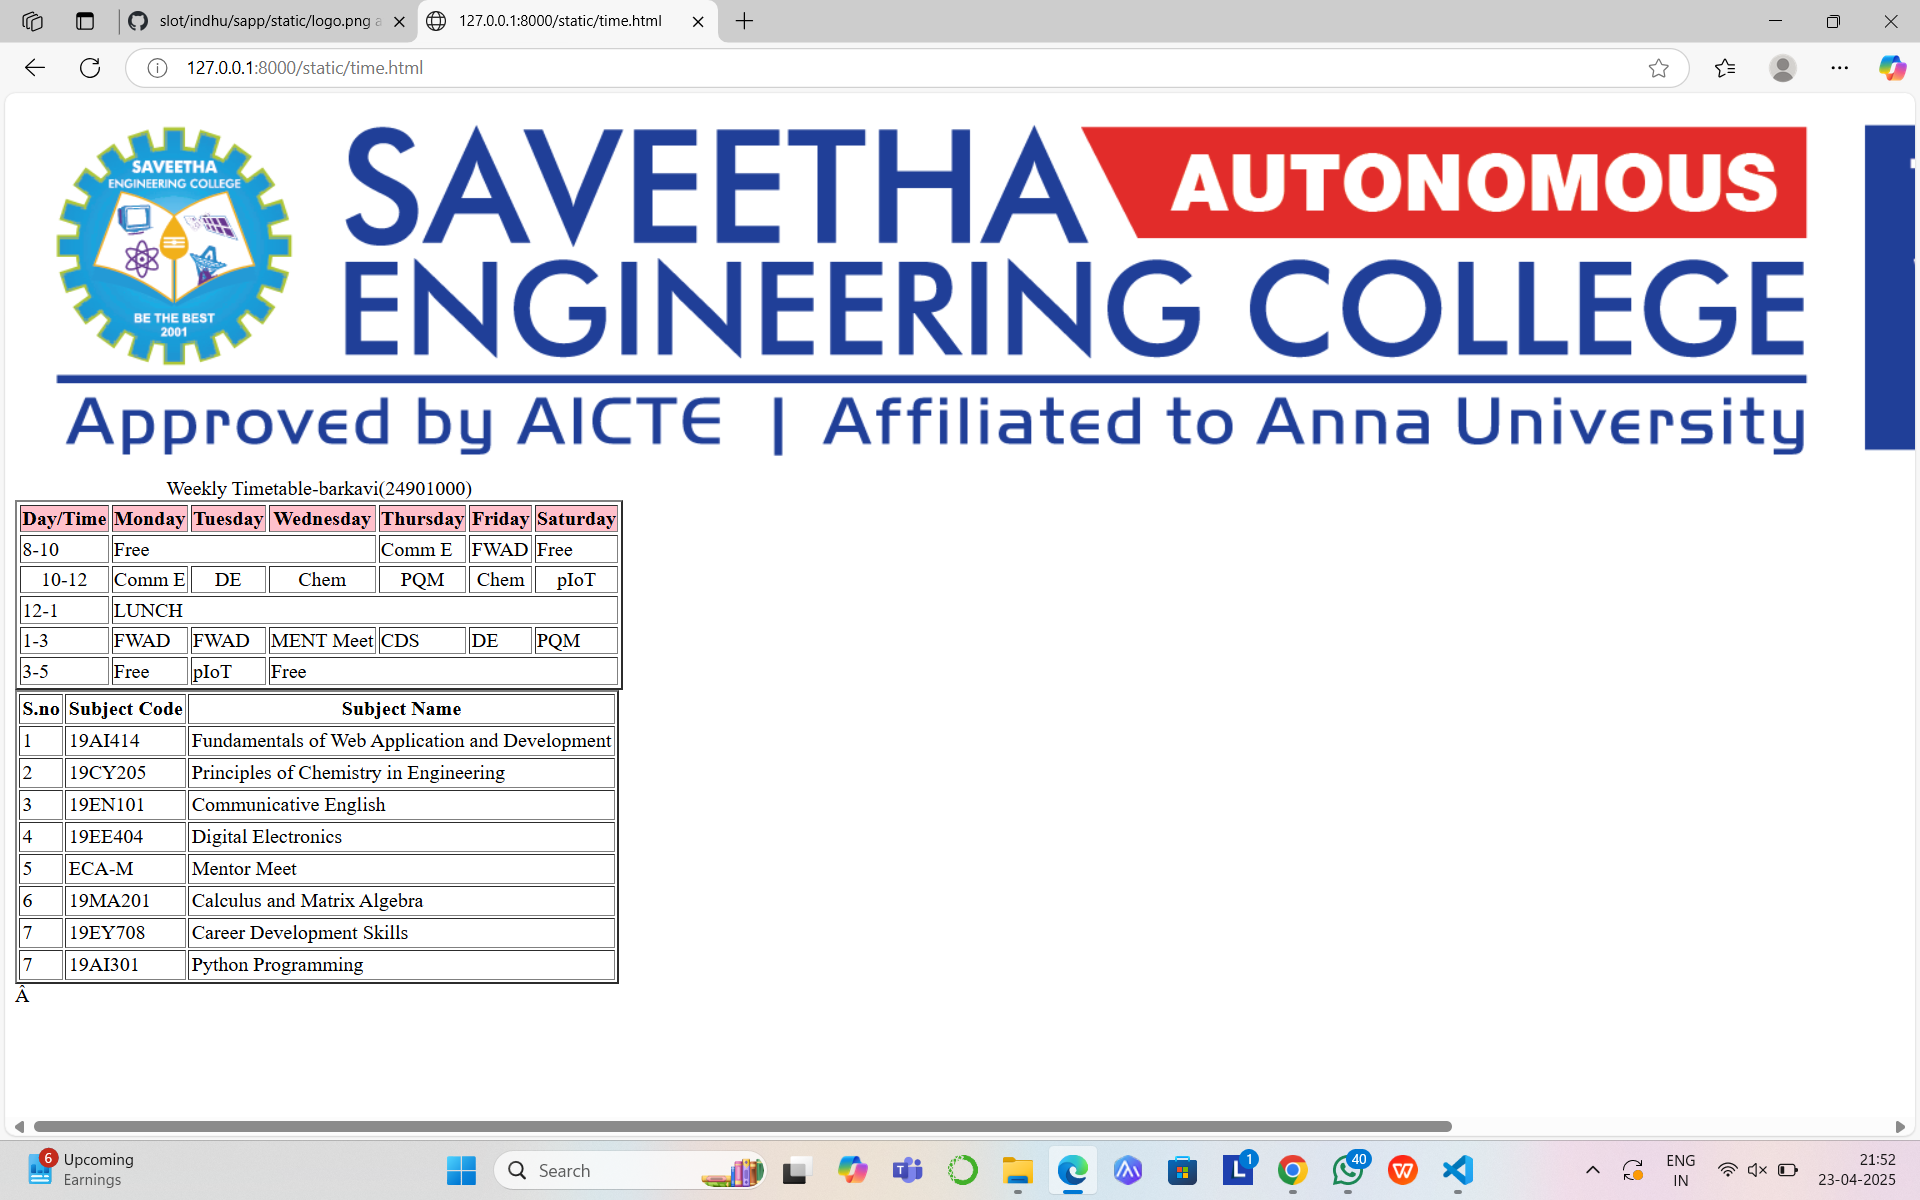 slot/indhu/sapp/static/logo.png a
127.0.0.1:8000/static/time.html
127.0.0.1:8000/static/time.html
SAVEETHA
ENGINEERING COLLEGE
BE THE BEST
2001
SAVEETHA
AUTONOMOUS
ENGINEERING COLLEGE
Approved by AICTE | Affiliated to Anna University
Weekly Timetable-barkavi(24901000)
Day/Time Monday Tuesday Wednesday Thursday Friday Saturday
8-10 Free Comm E FWAD Free
10-12 Comm E DE Chem PQM Chem pIoT
12-1 LUNCH
1-3 FWAD FWAD MENT Meet CDS DE PQM
3-5 Free pIoT Free
S.no Subject Code Subject Name
1 19AI414 Fundamentals of Web Application and Development
2 19CY205 Principles of Chemistry in Engineering
3 19EN101 Communicative English
4 19EE404 Digital Electronics
5 ECA-M Mentor Meet
6 19MA201 Calculus and Matrix Algebra
7 19EY708 Career Development Skills
7 19AI301 Python Programming
Â
6
Upcoming
Earnings
Search
L
1
40
W
ENG
IN
21:52
23-04-2025